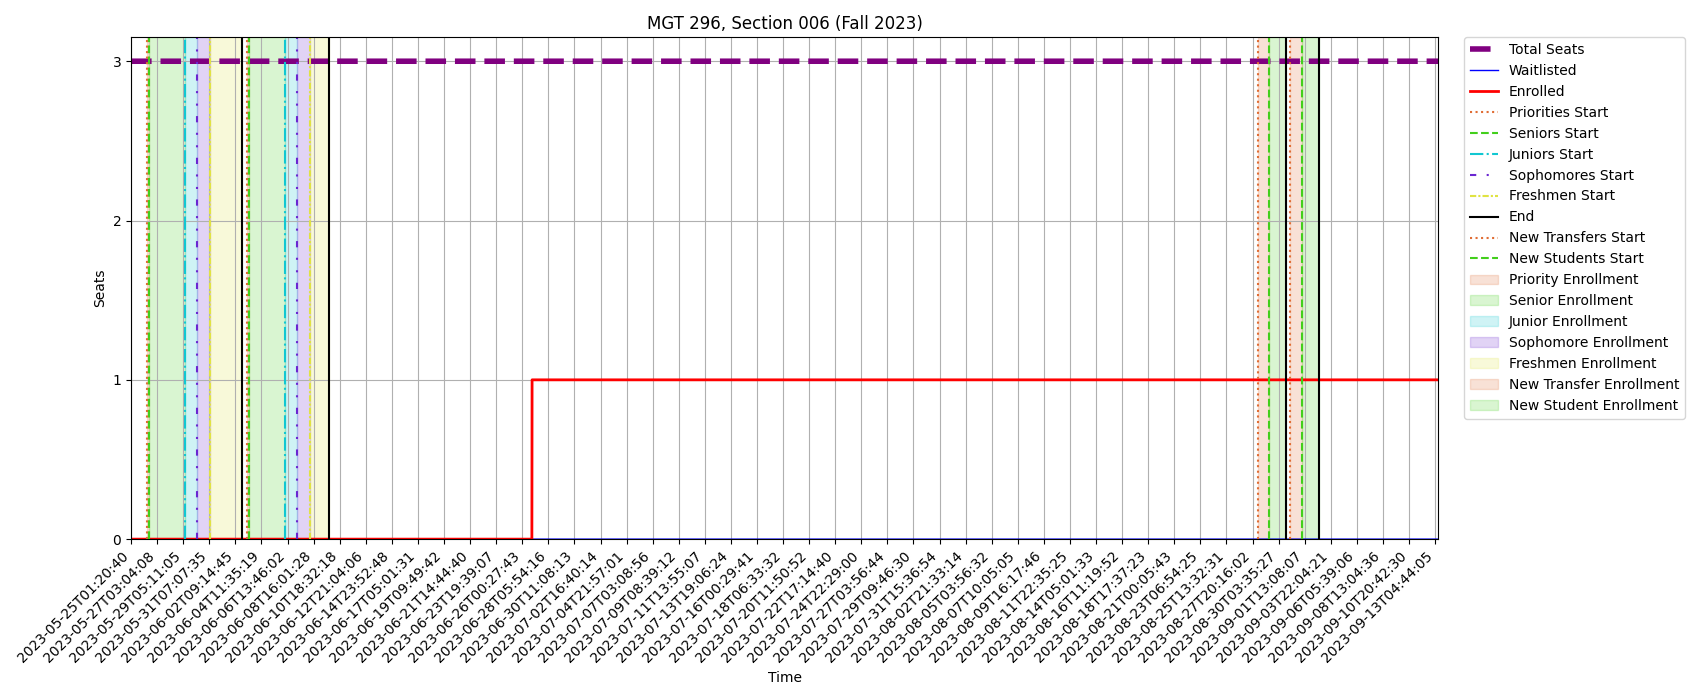 MGT 296, Section 006 (Fall 2023)
3
2
1
0
Seats
2023-05-25T01:20:40
2023-05-27T03:04:08
2023-05-29T05:11:05
2023-05-31T07:07:35
2023-06-02T09:14:45
2023-06-04T11:35:19
2023-06-06T13:46:02
2023-06-08T16:01:28
2023-06-10T18:32:18
2023-06-12T21:04:06
2023-06-14T23:52:48
2023-06-17T05:01:31
2023-06-19T09:49:42
2023-06-21T14:44:40
2023-06-23T19:39:07
2023-06-26T00:27:43
2023-06-28T05:54:16
2023-06-30T11:08:13
2023-07-02T16:40:14
2023-07-04T21:57:01
2023-07-07T03:08:56
2023-07-09T08:39:12
2023-07-11T13:55:07
2023-07-13T19:06:24
2023-07-16T00:29:41
2023-07-18T06:33:32
2023-07-20T11:50:52
2023-07-22T17:14:40
2023-07-24T22:29:00
2023-07-27T03:56:44
2023-07-29T09:46:30
2023-07-31T15:36:54
2023-08-02T21:33:14
2023-08-05T03:56:32
2023-08-07T10:05:05
2023-08-09T16:17:46
2023-08-11T22:35:25
2023-08-14T05:01:33
2023-08-16T11:19:52
2023-08-18T17:37:23
2023-08-21T00:05:43
2023-08-23T06:54:25
2023-08-25T13:32:31
2023-08-27T20:16:02
2023-08-30T03:35:27
2023-09-01T13:08:07
2023-09-03T22:04:21
2023-09-06T05:39:06
2023-09-08T13:04:36
2023-09-10T20:42:30
2023-09-13T04:44:05
Time
Total Seats
Waitlisted
Enrolled
Priorities Start
Seniors Start
Juniors Start
Sophomores Start
Freshmen Start
End
New Transfers Start
New Students Start
Priority Enrollment
Senior Enrollment
Junior Enrollment
Sophomore Enrollment
Freshmen Enrollment
New Transfer Enrollment
New Student Enrollment